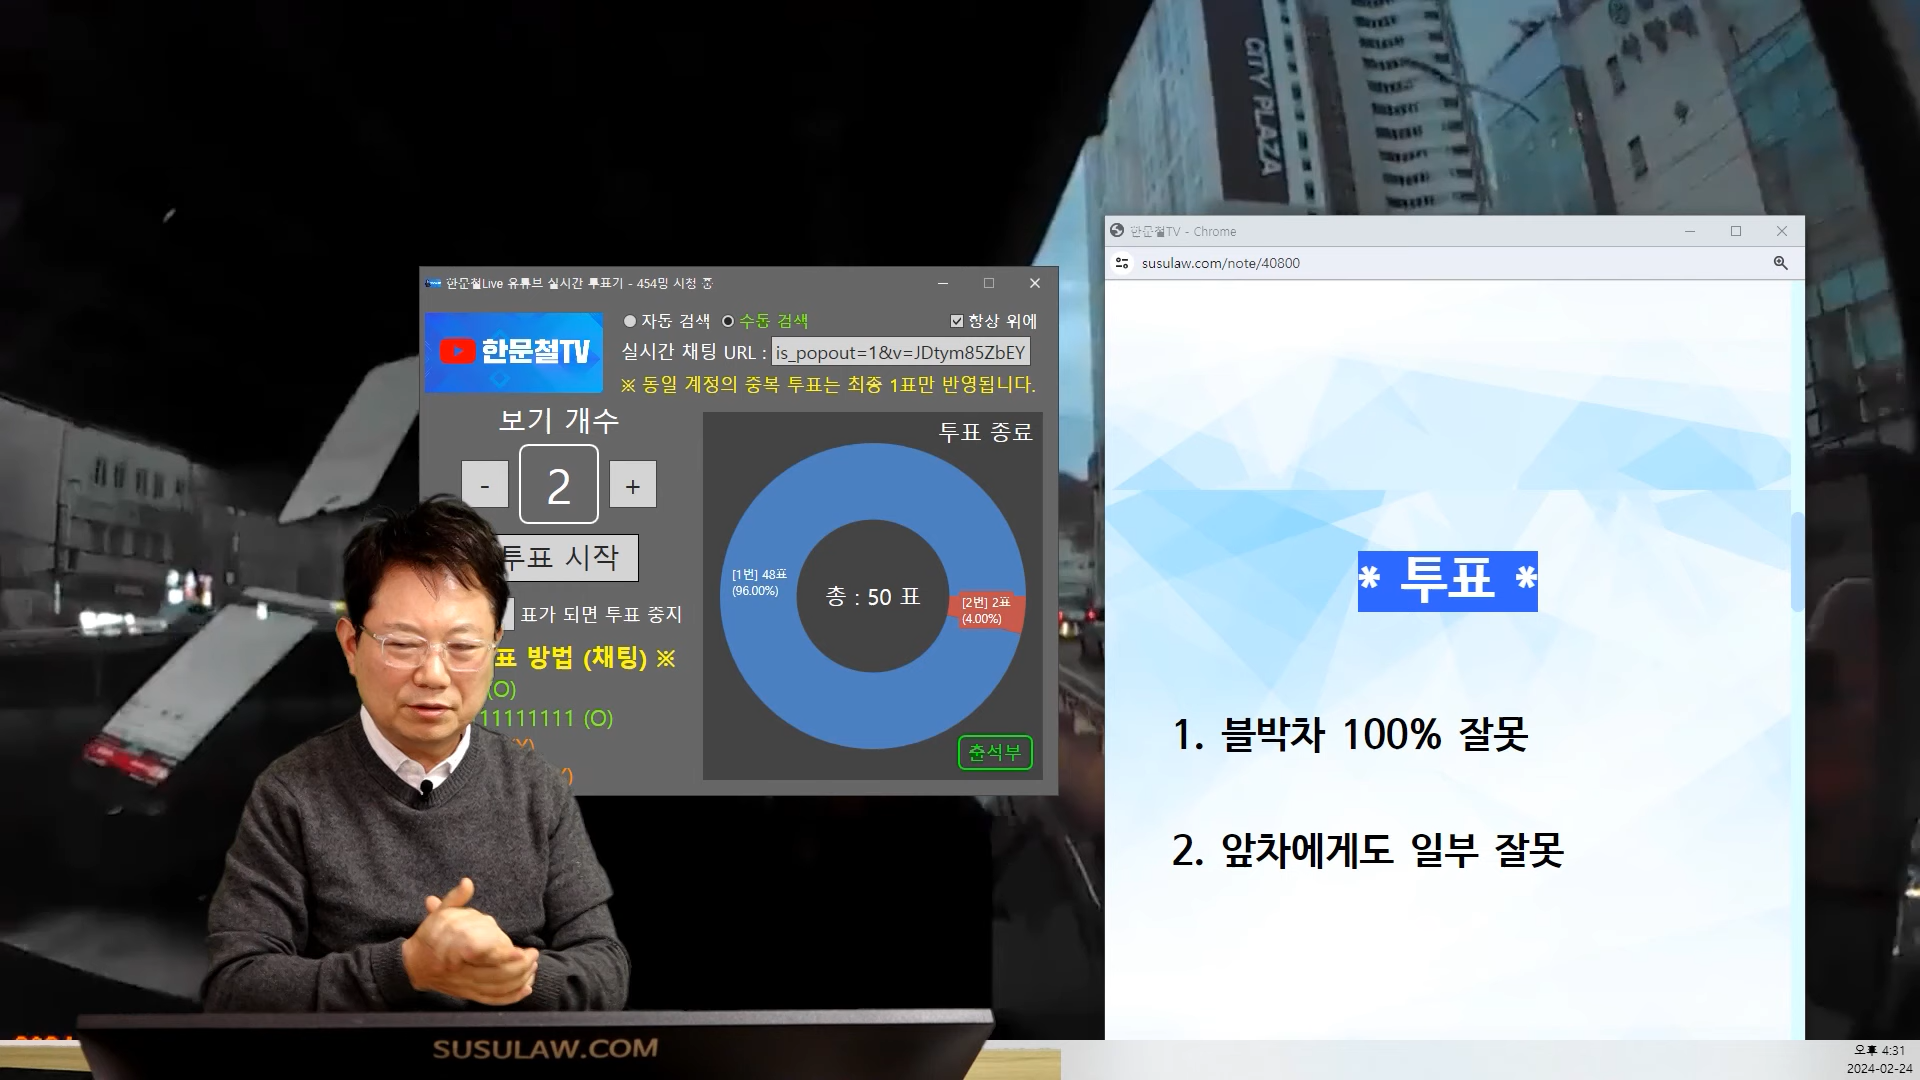 CITY PLAZA
한문철Live 유튜브 실시간 투표기 - 454명 시청 중
한문철TV
자동 검색
수동 검색
항상 위에
실시간 채팅 URL : is_popout=1&v=JDtym85ZbEY
※ 동일 계정의 중복 투표는 최종 1표만 반영됩니다.
보기 개수
- 2 +
투표 시작
표가 되면 투표 중지
표 방법 (채팅) ※
(O)
11111111 (O)
투표 종료
[1번] 48표
(96.00%)
총 : 50 표
[2번] 2표
(4.00%)
출석부
한문철TV - Chrome
susulaw.com/note/40800
* 투표 *
1. 블박차 100% 잘못
2. 앞차에게도 일부 잘못
SUSULAW.COM
오후 4:31
2024-02-24